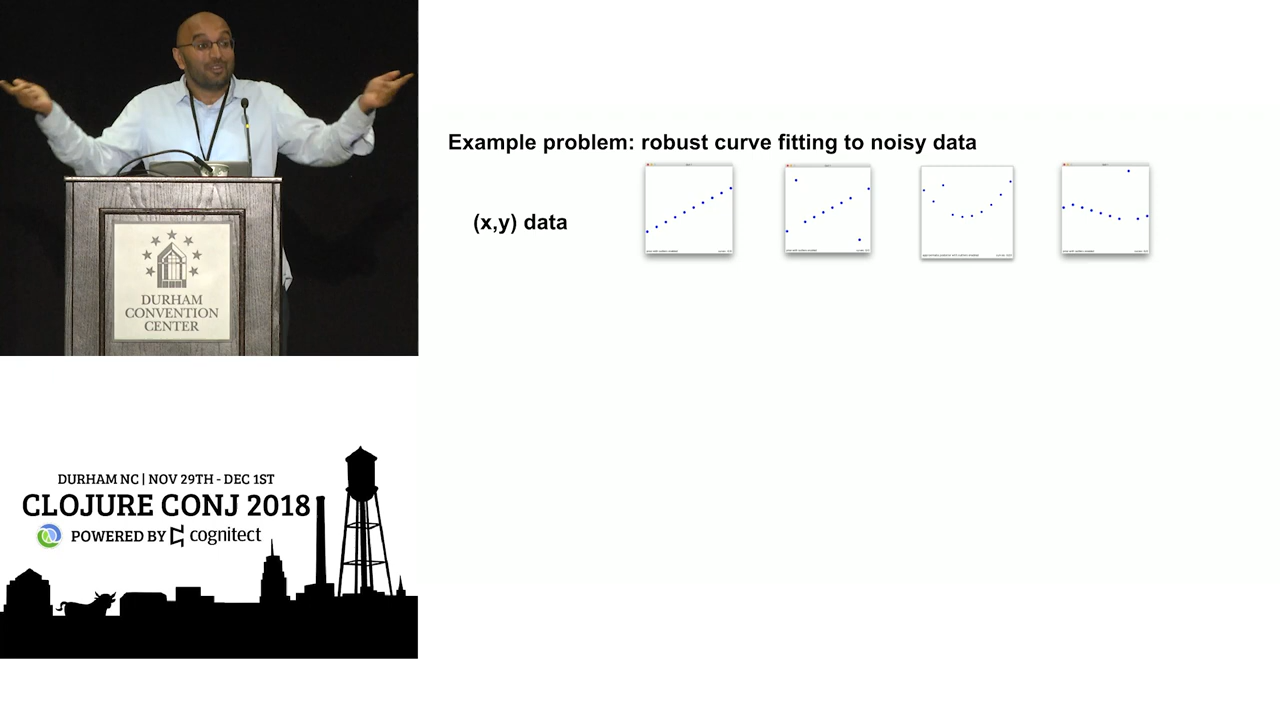 Example problem: robust curve fitting to noisy data
(x,y) data
DURHAM
CONVENTION
CENTER
DURHAM NC | NOV 29TH - DEC 1ST
CLOJURE CONJ 2018
POWERED BY cognitect